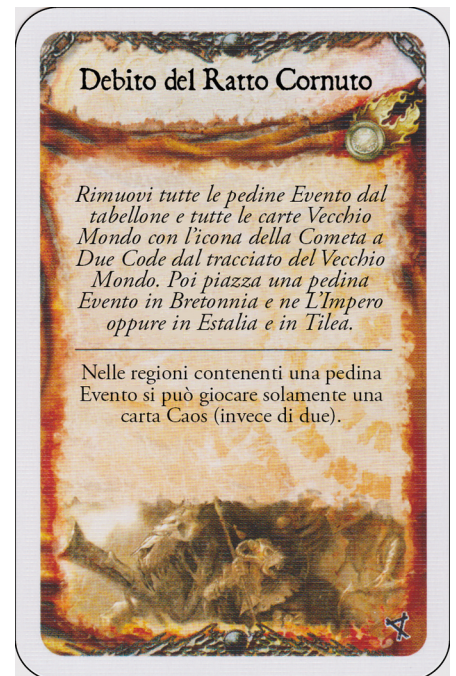 Debito del Ratto Cornuto
Rimuovi tutte le pedine Evento dal
tabellone e tutte le carte Vecchio
Mondo con l'icona della Cometa a
Due Code dal tracciato del Vecchio
Mondo. Poi piazza una pedina
Evento in Bretonnia e ne L'Impero
oppure in Estalia e in Tilea.
Nelle regioni contenenti una pedina
Evento si può giocare solamente una
carta Caos (invece di due).